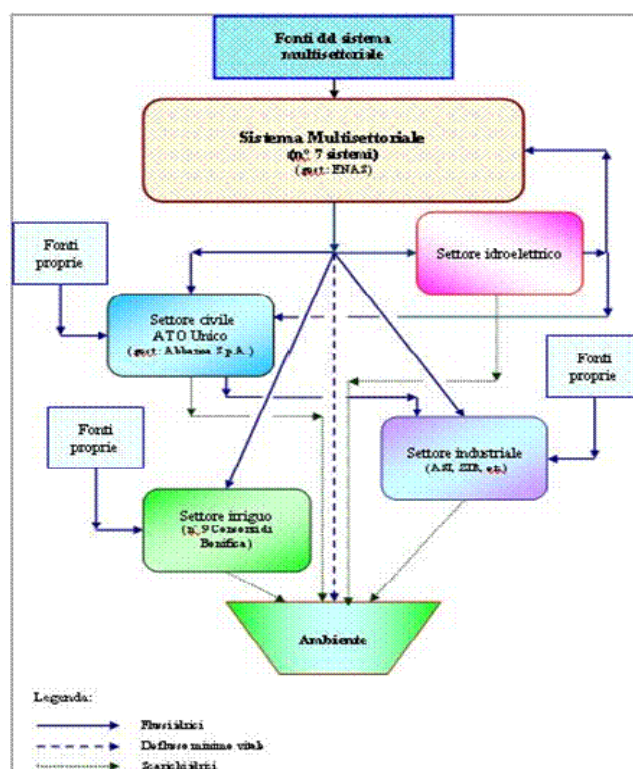 Fonti del sistema
multisettoriale
Sistema Multisettoriale
(n° 7 sistemi)
(gest: ENAS)
Fonti
proprie
Settore idroelettrico
Settore civile
ATO Unico
(gest: Abbanoa S.p.A.)
Fonti
proprie
Fonti
proprie
Settore industriale
(ASI, ZIR, etc.)
Settore irriguo
(n° 9 Consorzi di
Bonifica)
Ambiente
Legenda:
Flussi idrici
Deflusso minimo vitale
Scarichi idrici